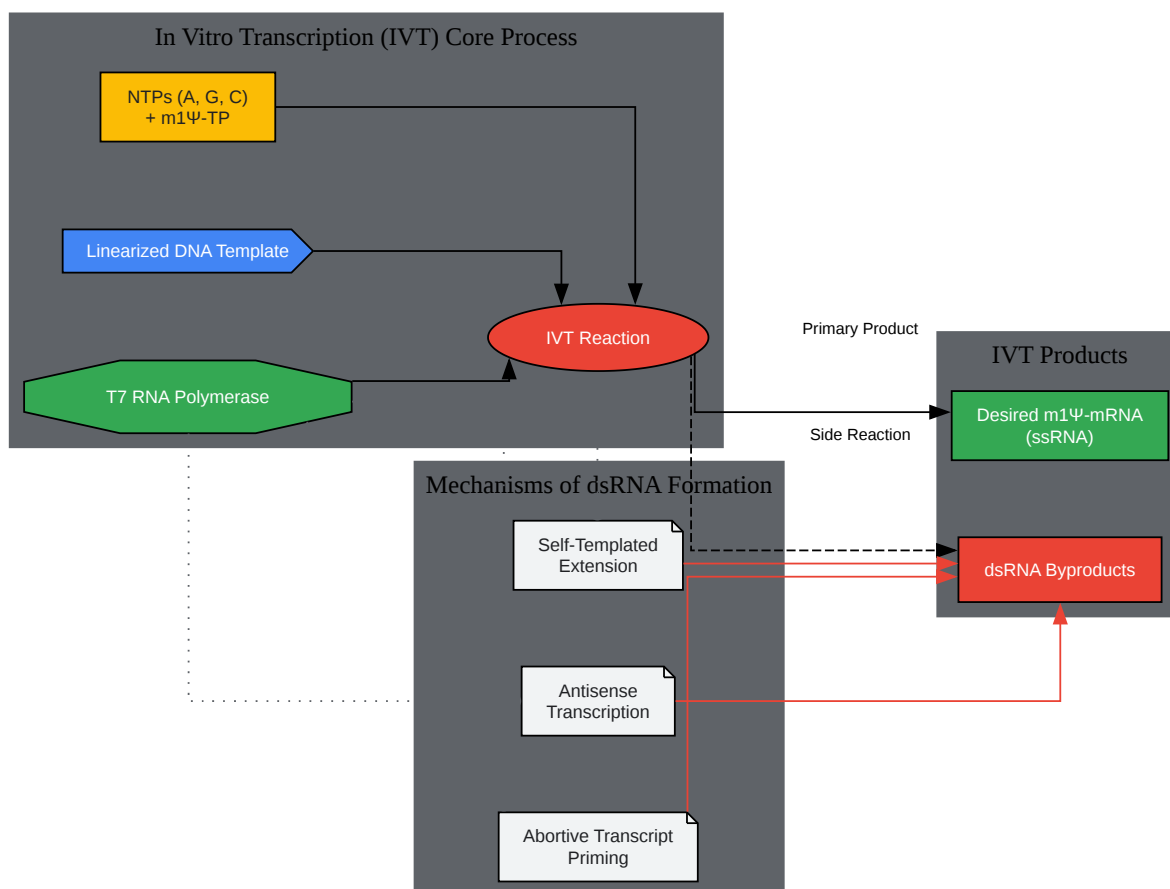 In Vitro Transcription (IVT) Core Process
NTPs (A, G, C)
+ m1Ψ-TP
Linearized DNA Template
IVT Reaction
T7 RNA Polymerase
Primary Product
Side Reaction
IVT Products
Desired m1Ψ-mRNA
(ssRNA)
dsRNA Byproducts
Mechanisms of dsRNA Formation
Self-Templated
Extension
Antisense
Transcription
Abortive Transcript
Priming